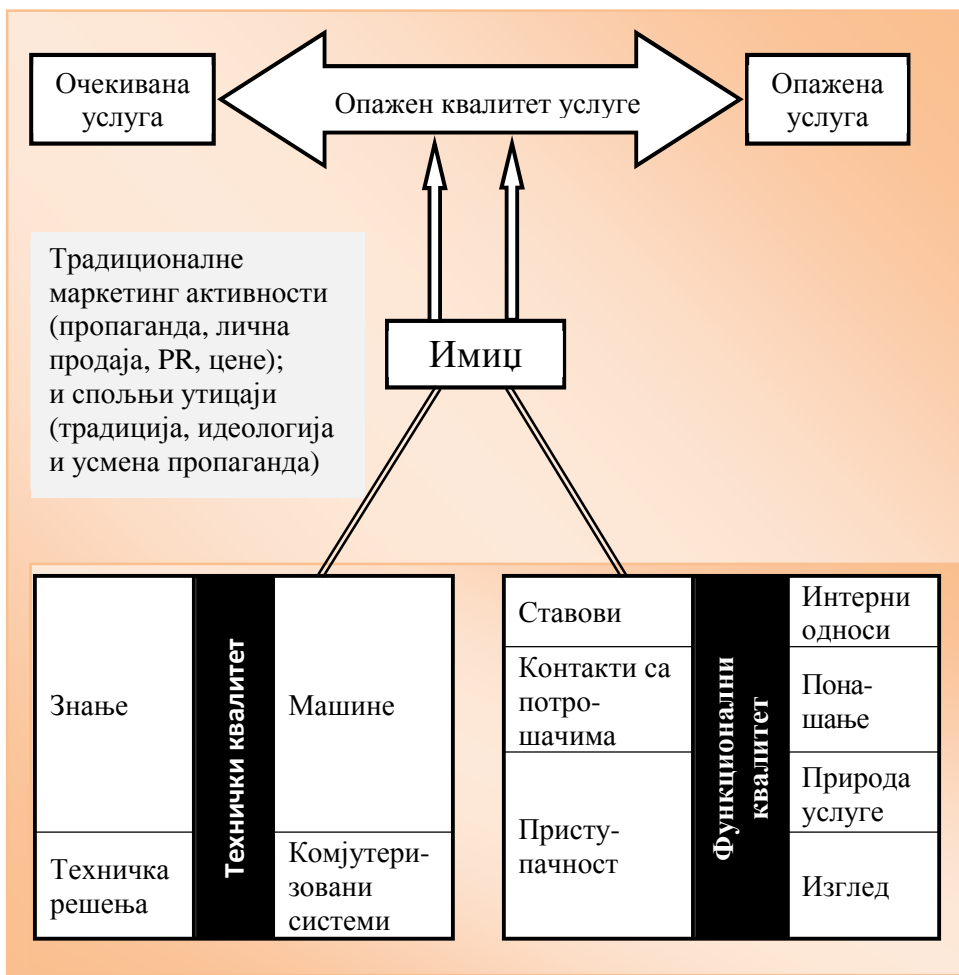 Очекивана
услуга
Опажен квалитет услуге
Опажена
услуга
Традиционалне
маркетинг активности
(пропаганда, лична
продаја, PR, цене);
и спољњи утицаји
(традиција, идеологија
и усмена пропаганда)
Имиџ
Знање
Техничка
решења
Технички квалитет
Машине
Комјутери-
зовани
системи
Ставови
Контакти са
потро-
шачима
Присту-
пачност
Функционални
квалитет
Интерни
односи
Пона-
шање
Природа
услуге
Изглед